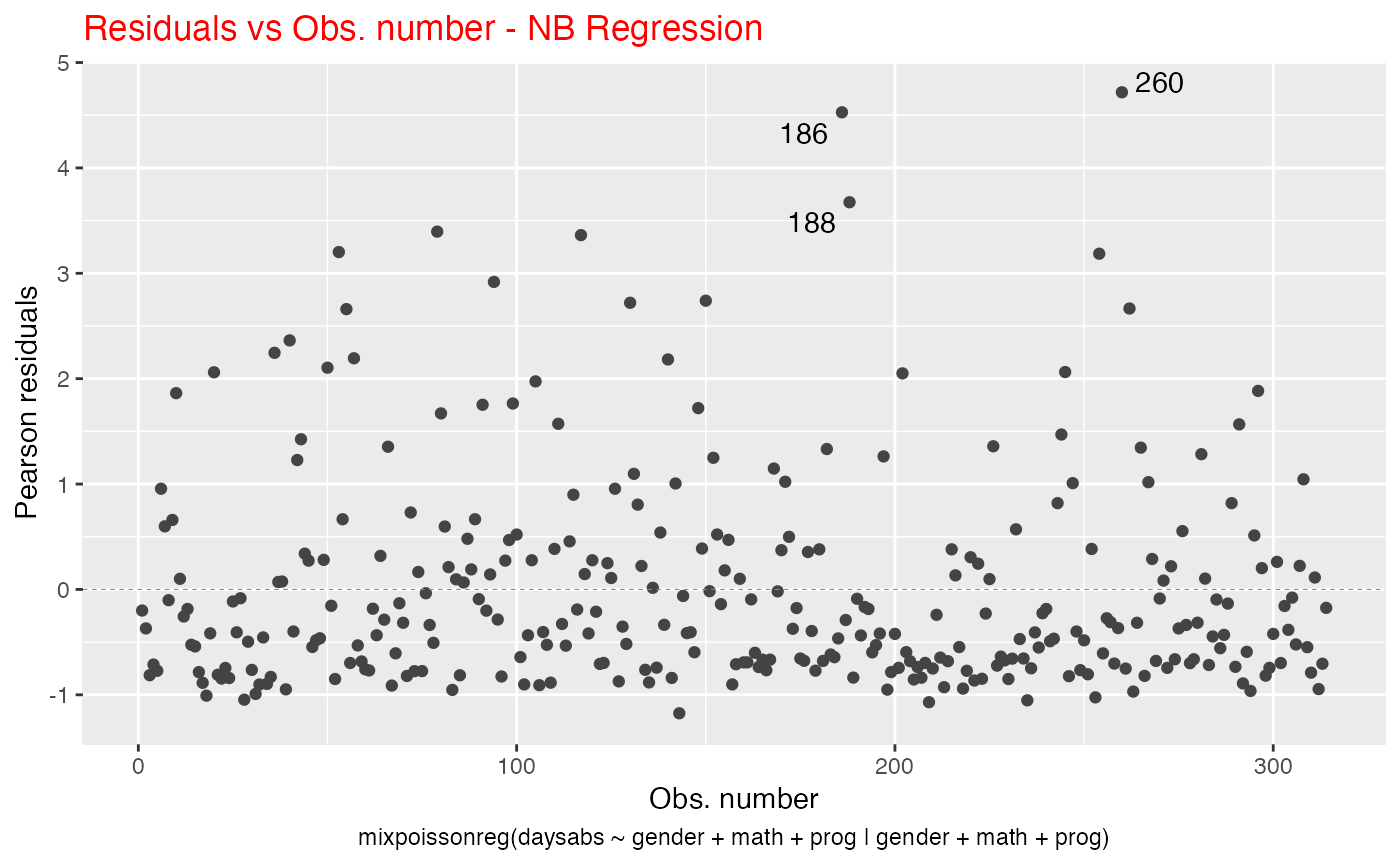 Residuals vs Obs. number - NB Regression
5
260
186
4
188
3
2
1
0
-1
Pearson residuals
0 100 200 300
Obs. number
mixpoissonreg(daysabs ~ gender + math + prog | gender + math + prog)